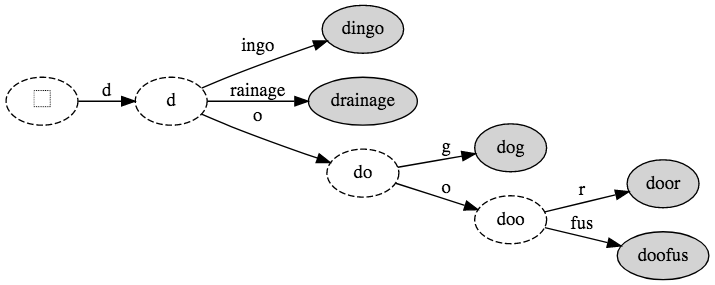 dingo
ingo
d
d
rainage
drainage
o
g
dog
do
o
r
door
doo
fus
doofus